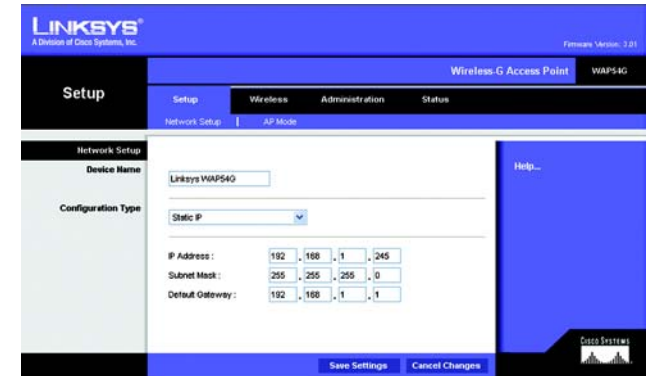 LINKSYS®
A Division of Cisco Systems, Inc.
Firmware Version: 3.01
Wireless-G Access Point WAP54G
Setup
Setup Wireless Administration Status
Network Setup | AP Mode
Network Setup
Device Name Linksys WAP54G Help...
Configuration Type Static IP
IP Address : 192 . 168 . 1 . 245
Subnet Mask : 255 . 255 . 255 . 0
Default Gateway : 192 . 168 . 1 . 1
CISCO SYSTEMS
Save Settings Cancel Changes